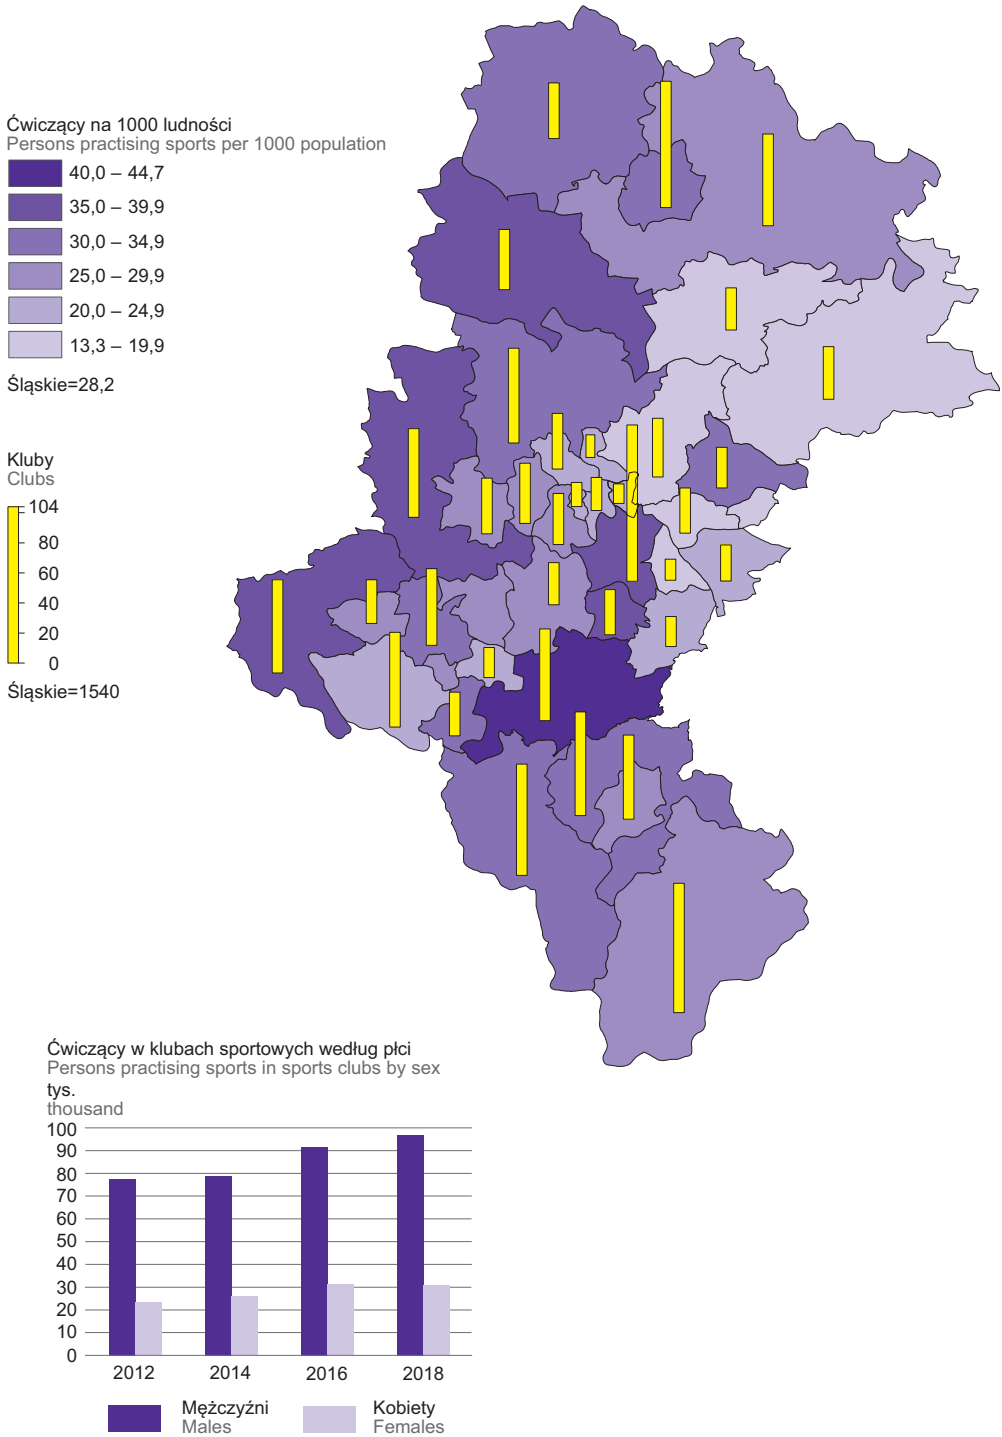 Ćwiczący na 1000 ludności
Persons practising sports per 1000 population
40,0 – 44,7
35,0 – 39,9
30,0 – 34,9
25,0 – 29,9
20,0 – 24,9
13,3 – 19,9
Śląskie=28,2
Kluby
Clubs
104
80
60
40
20
0
Śląskie=1540
Ćwiczący w klubach sportowych według płci
Persons practising sports in sports clubs by sex
tys.
thousand
100
90
80
70
60
50
40
30
20
10
0
2012 2014 2016 2018
Mężczyźni Kobiety
Males Females